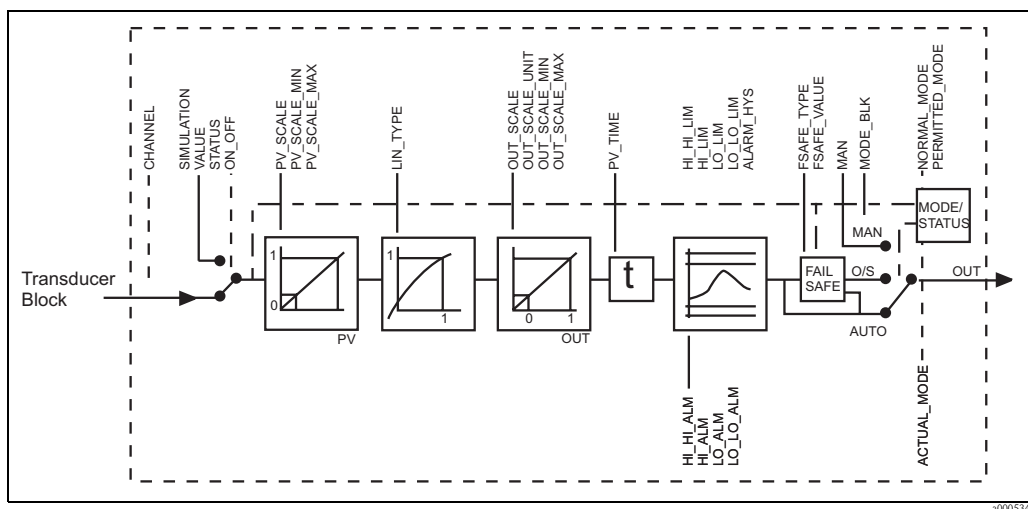 CHANNEL
SIMULATION
VALUE
STATUS
ON_OFF
PV_SCALE
PV_SCALE_MIN
PV_SCALE_MAX
LIN_TYPE
OUT_SCALE
OUT_SCALE_UNIT
OUT_SCALE_MIN
OUT_SCALE_MAX
PV_TIME
HI_HI_LIM
HI_LIM
LO_LIM
LO_LO_LIM
ALARM_HYS
FSAFE_TYPE
FSAFE_VALUE
MAN
MODE_BLK
NORMAL_MODE
PERMITTED_MODE
MODE/
STATUS
MAN
Transducer
Block
1
0
PV
1
1
1
0
1
OUT
t
FAIL
SAFE
O/S
AUTO
OUT
HI_HI_ALM
HI_ALM
LO_ALM
LO_LO_ALM
ACTUAL_MODE